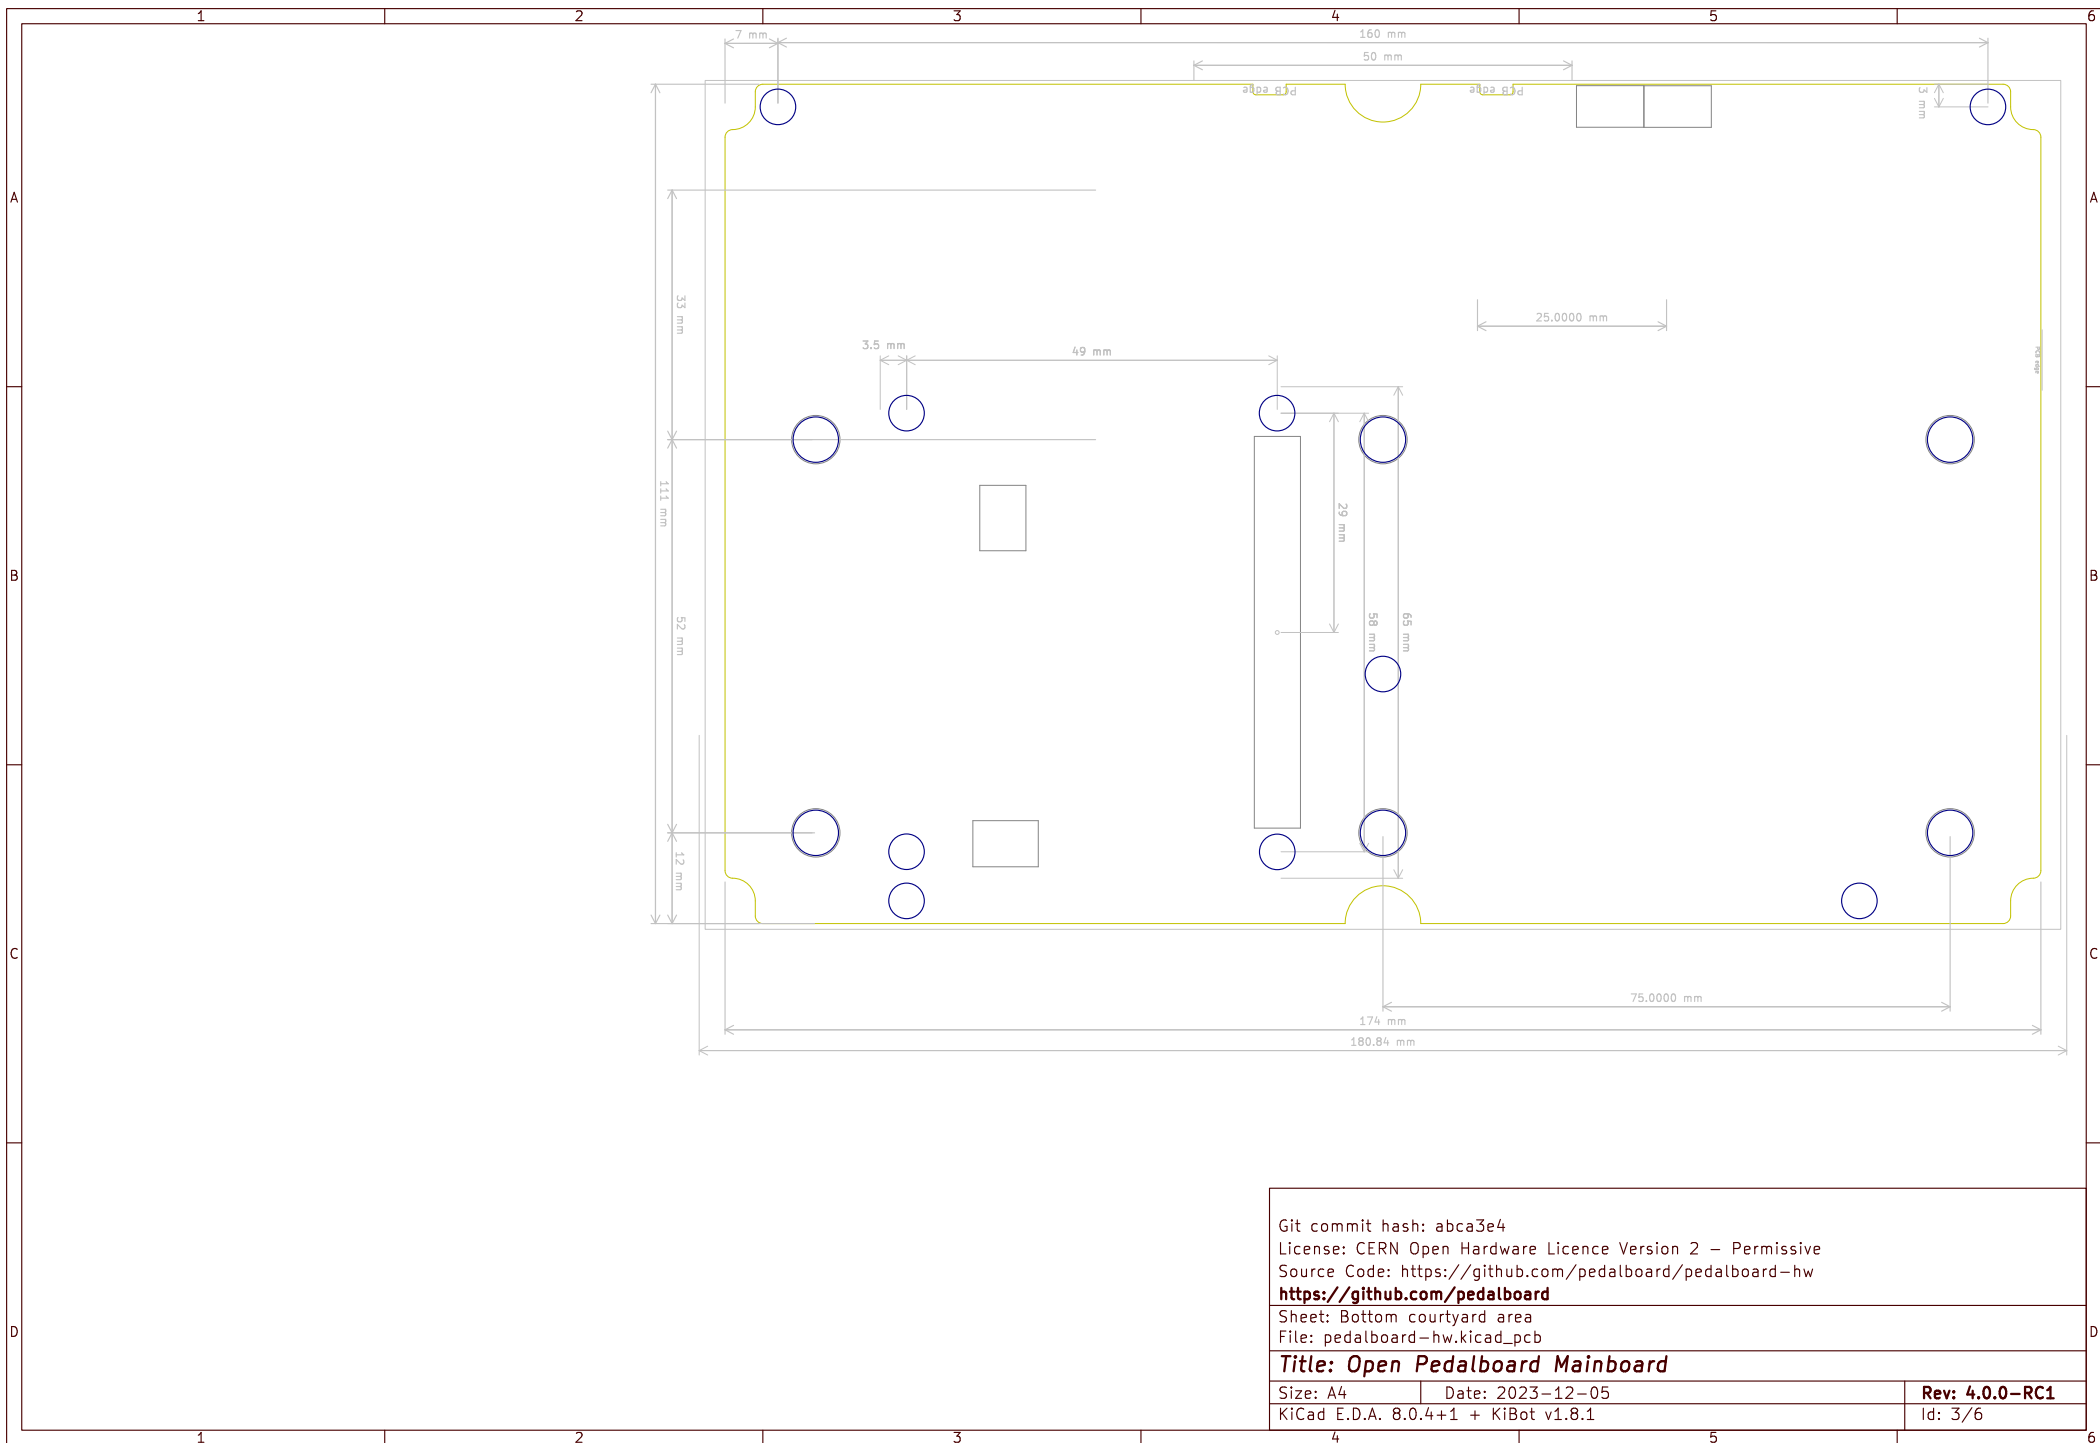 1 2 3 4 5 6
7 mm
160 mm
50 mm
PCB edge
PCB edge
3 mm
A
A
33 mm
25.0000 mm
3.5 mm
49 mm
PCB edge
111 mm
29 mm
B
B
52 mm
58 mm
65 mm
12 mm
C
C
75.0000 mm
174 mm
180.84 mm
Git commit hash: abca3e4
License: CERN Open Hardware Licence Version 2 – Permissive
Source Code: https://github.com/pedalboard/pedalboard-hw
https://github.com/pedalboard
Sheet: Bottom courtyard area
D
D
File: pedalboard-hw.kicad_pcb
Title: Open Pedalboard Mainboard
Size: A4
Date: 2023-12-05
Rev: 4.0.0-RC1
KiCad E.D.A. 8.0.4+1 + KiBot v1.8.1
Id: 3/6
1 2 3 4 5 6